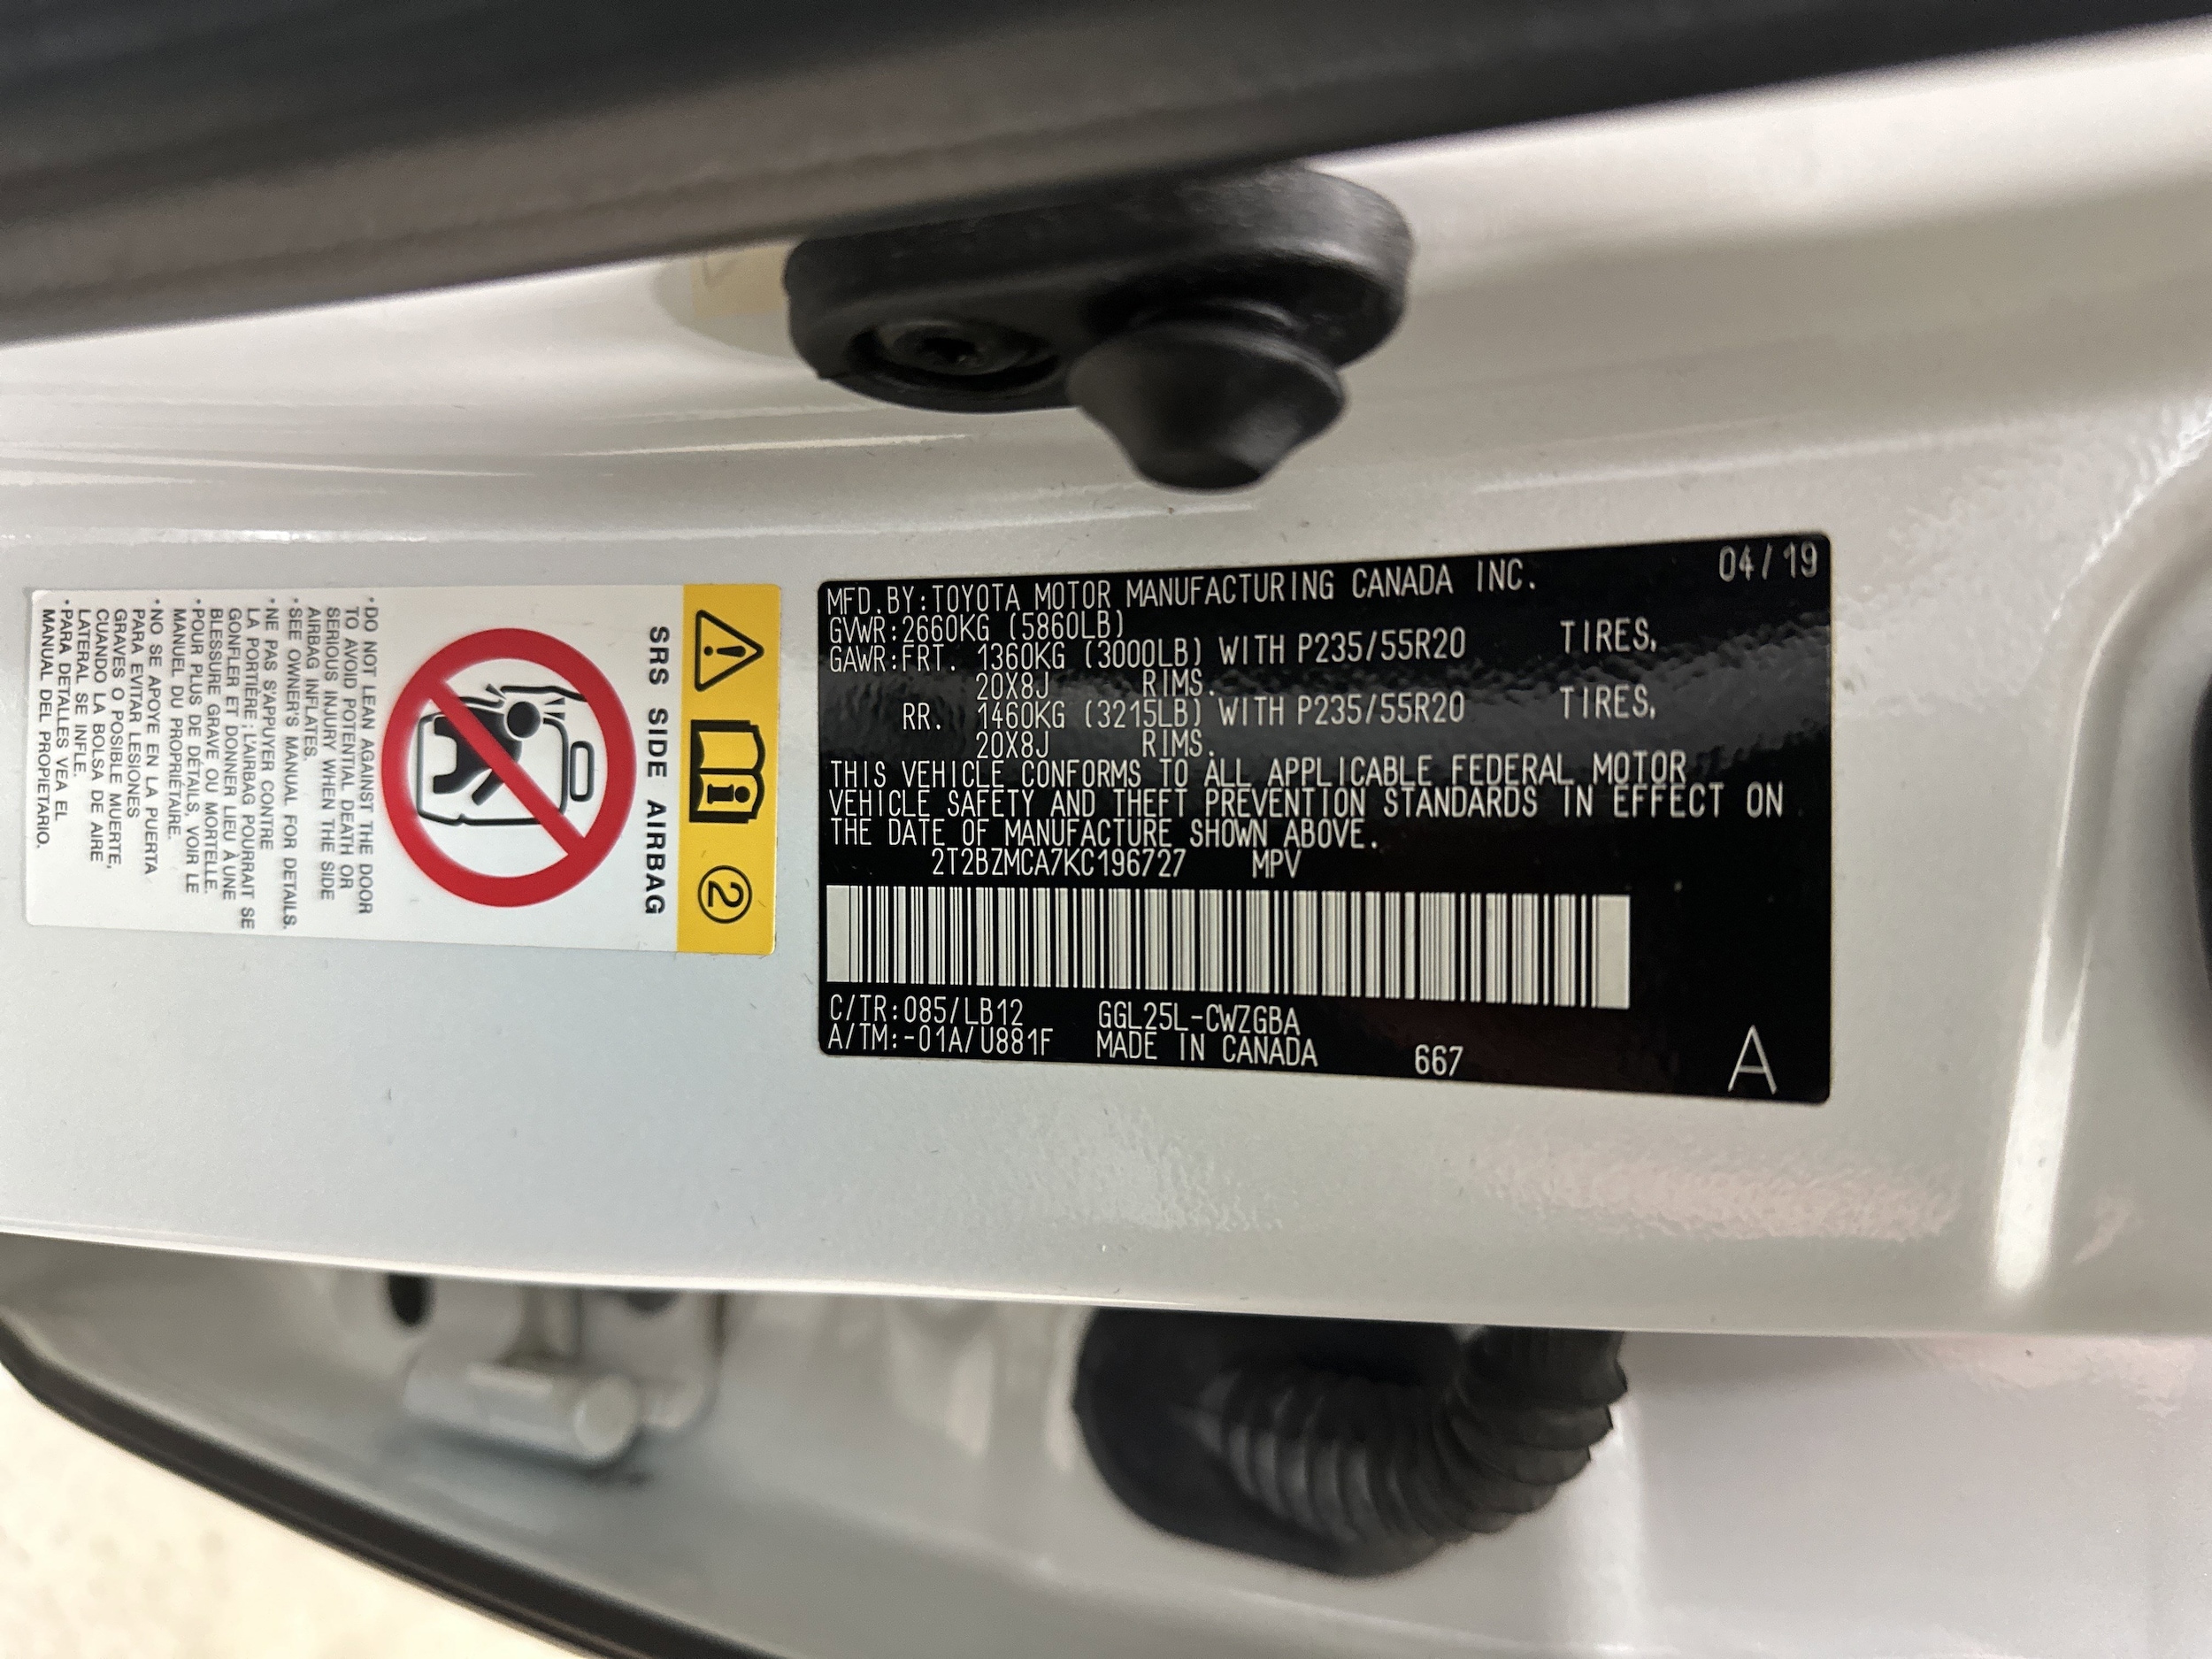 MFD.BY:TOYOTA MOTOR MANUFACTURING CANADA INC. 04/19
GVWR:2660KG (5860LB)
GAWR:FRT. 1360KG (3000LB) WITH P235/55R20 TIRES,
20X8J RIMS.
RR. 1460KG (3215LB) WITH P235/55R20 TIRES,
20X8J RIMS.
THIS VEHICLE CONFORMS TO ALL APPLICABLE FEDERAL MOTOR
VEHICLE SAFETY AND THEFT PREVENTION STANDARDS IN EFFECT ON
THE DATE OF MANUFACTURE SHOWN ABOVE.
2T2BZMCA7KC196727 MPV
C/TR:085/LB12 GGL25L-CWZGBA
A/TM:-01A/U881F MADE IN CANADA 667
A
2
SRS SIDE AIRBAG
•DO NOT LEAN AGAINST THE DOOR
TO AVOID POTENTIAL DEATH OR
SERIOUS INJURY WHEN THE SIDE
AIRBAG INFLATES.
•SEE OWNER'S MANUAL FOR DETAILS.
•NE PAS S'APPUYER CONTRE
LA PORTIÈRE; L'AIRBAG POURRAIT SE
GONFLER ET DONNER LIEU À UNE
BLESSURE GRAVE OU MORTELLE.
•POUR PLUS DE DÉTAILS, VOIR LE
MANUEL DU PROPRIÉTAIRE.
•NO SE APOYE EN LA PUERTA
PARA EVITAR LESIONES
GRAVES O POSIBLE MUERTE,
CUANDO LA BOLSA DE AIRE
LATERAL SE INFLE.
•PARA DETALLES VEA EL
MANUAL DEL PROPIETARIO.